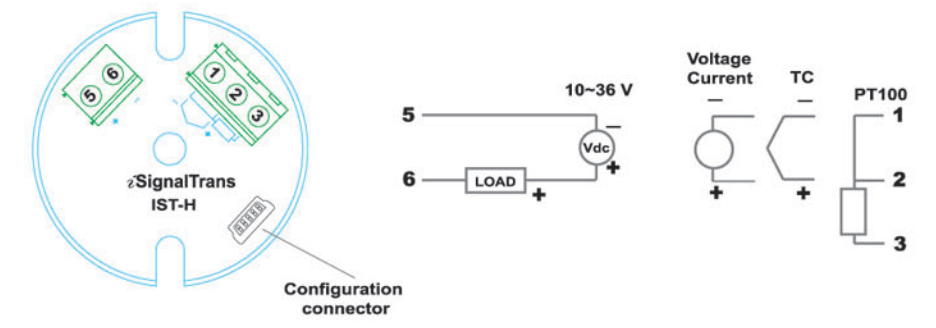 5 6
1
2
3
iSignalTrans
IST-H
Configuration
connector
10~36 V
5
−
Vdc
+
6
LOAD
+
Voltage
Current
−
+
TC
−
+
PT100
1
2
3